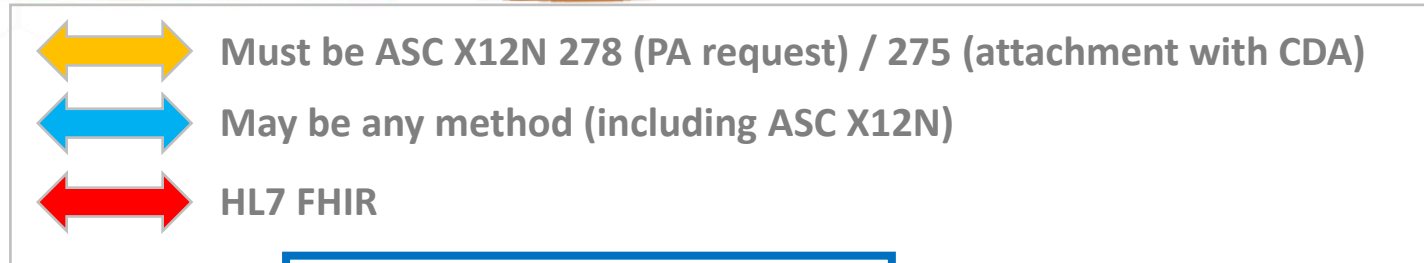 Must be ASC X12N 278 (PA request) / 275 (attachment with CDA)
May be any method (including ASC X12N)
HL7 FHIR